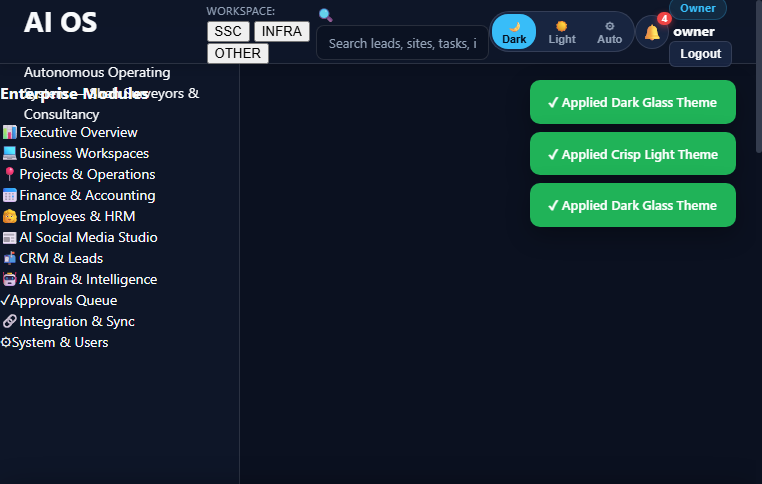 AI OS
Autonomous Operating
Surveyors &
Consultancy
WORKSPACE:
SSC
INFRA
OTHER
Search leads, sites, tasks, i
Dark
Light
Auto
4
Owner
owner
Logout
Enterprise Modules
Executive Overview
Business Workspaces
Projects & Operations
Finance & Accounting
Employees & HRM
AI Social Media Studio
CRM & Leads
AI Brain & Intelligence
✓Approvals Queue
Integration & Sync
System & Users
✓ Applied Dark Glass Theme
✓ Applied Crisp Light Theme
✓ Applied Dark Glass Theme